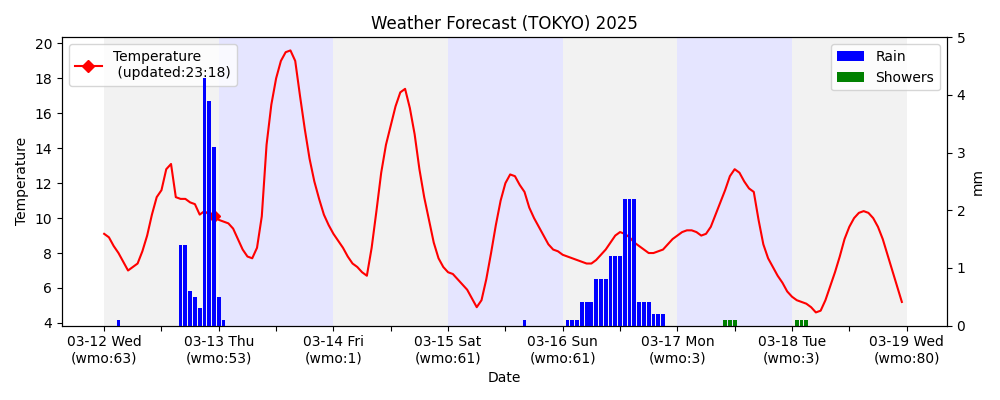 Weather Forecast (TOKYO) 2025
Temperature
(updated:23:18)
Rain
Showers
Temperature
20
18
16
14
12
10
8
6
4
5
4
3
2
1
0
mm
03-12 Wed
(wmo:63)
03-13 Thu
(wmo:53)
03-14 Fri
(wmo:1)
03-15 Sat
(wmo:61)
03-16 Sun
(wmo:61)
03-17 Mon
(wmo:3)
03-18 Tue
(wmo:3)
03-19 Wed
(wmo:80)
Date